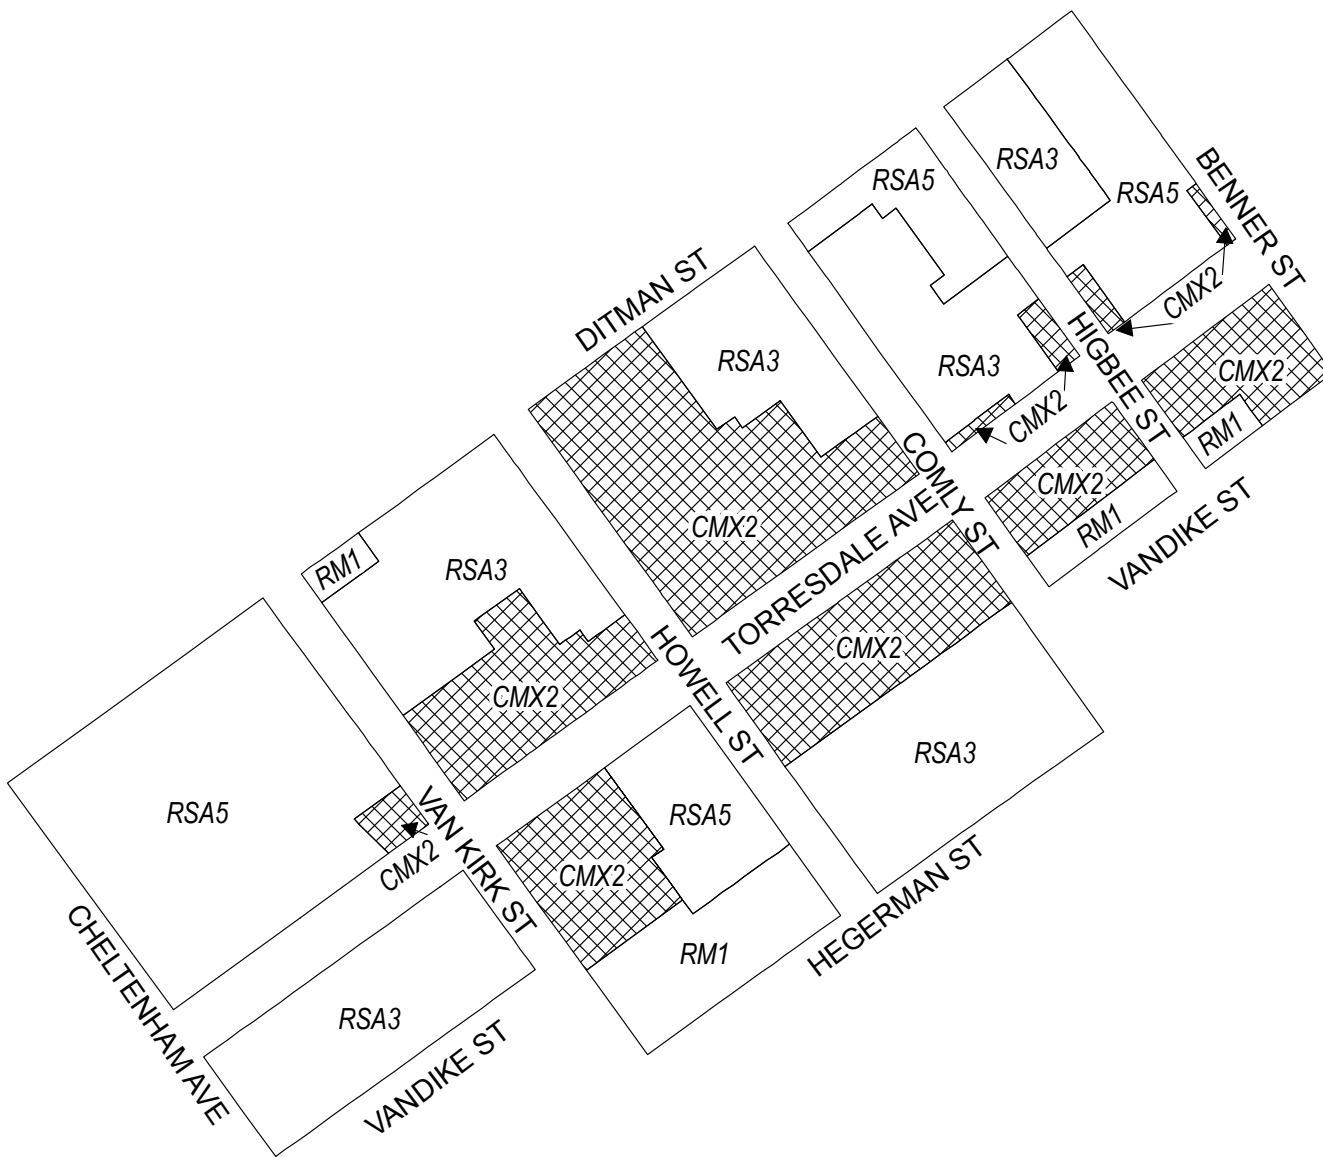 RSA3
RSA5
BENNER ST
RSA5
CMX2
DITMAN ST
HIGBEE ST
RSA3
RSA3
CMX2
CMX2
RM1
CMX2
COMLY ST
CMX2
RM1
VANDIKE ST
CMX2
TORRESDALE AVE
RM1
RSA3
CMX2
HOWELL ST
CMX2
RSA3
RSA5
CMX2
VAN KIRK ST
RSA5
CMX2
HEGERMAN ST
RM1
CHELTENHAM AVE
RSA3
VANDIKE ST